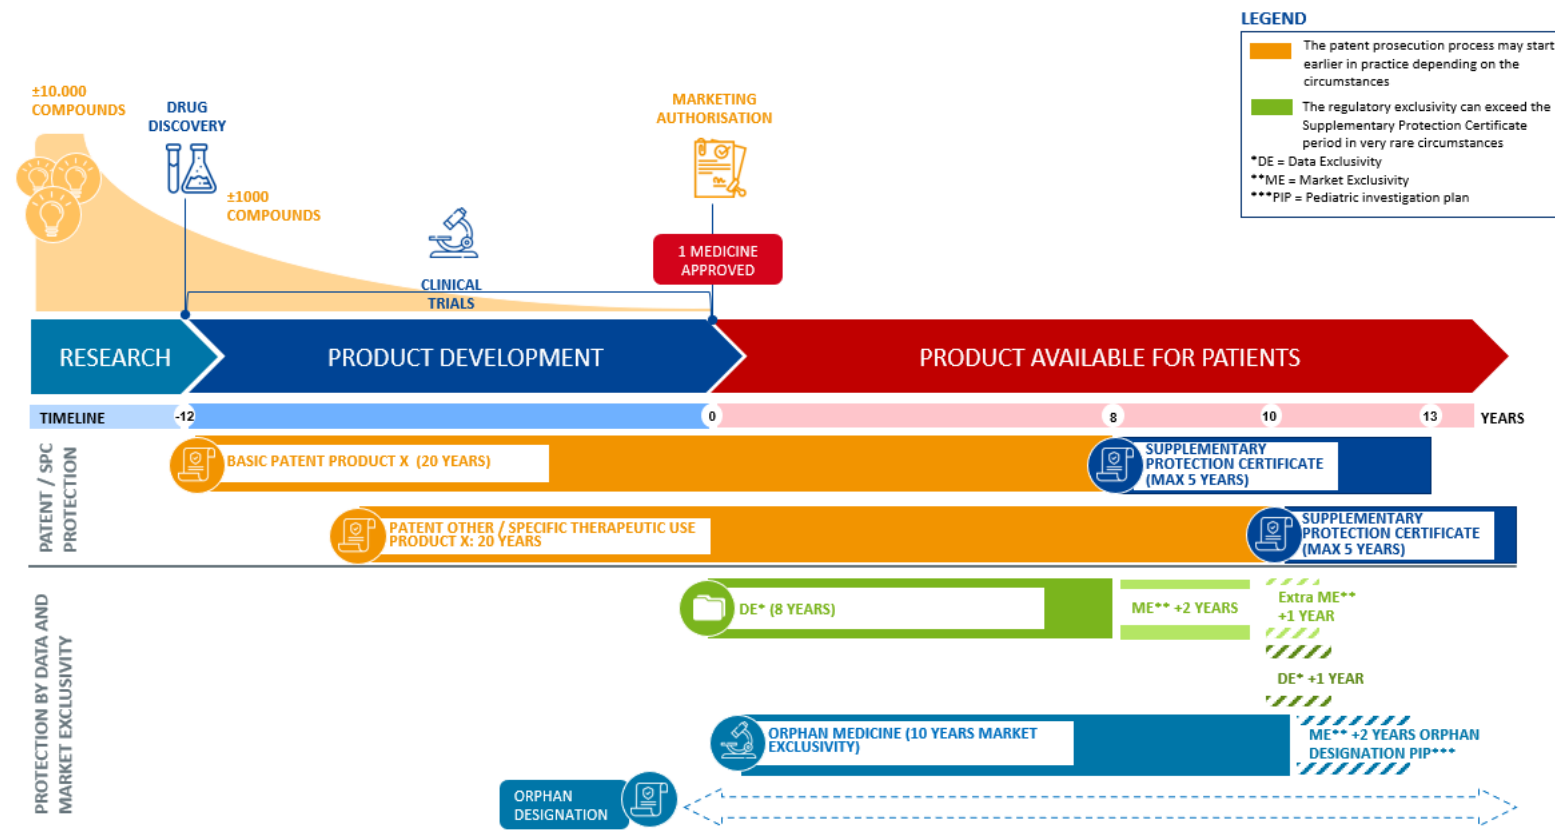 LEGEND
The patent prosecution process may start
earlier in practice depending on the
circumstances
The regulatory exclusivity can exceed the
Supplementary Protection Certificate
period in very rare circumstances
*DE = Data Exclusivity
**ME = Market Exclusivity
***PIP = Pediatric investigation plan
±10.000
COMPOUNDS
DRUG
DISCOVERY
±1000
COMPOUNDS
CLINICAL
TRIALS
MARKETING
AUTHORISATION
1 MEDICINE
APPROVED
RESEARCH
PRODUCT DEVELOPMENT
PRODUCT AVAILABLE FOR PATIENTS
TIMELINE
-12
0
8
10
13
YEARS
PATENT / SPC
PROTECTION
BASIC PATENT PRODUCT X (20 YEARS)
SUPPLEMENTARY
PROTECTION CERTIFICATE
(MAX 5 YEARS)
PATENT OTHER / SPECIFIC THERAPEUTIC USE
PRODUCT X: 20 YEARS
SUPPLEMENTARY
PROTECTION CERTIFICATE
(MAX 5 YEARS)
PROTECTION BY DATA AND
MARKET EXCLUSIVITY
DE* (8 YEARS)
ME** +2 YEARS
Extra ME**
+1 YEAR
DE* +1 YEAR
ORPHAN MEDICINE (10 YEARS MARKET
EXCLUSIVITY)
ME** +2 YEARS ORPHAN
DESIGNATION PIP***
ORPHAN
DESIGNATION